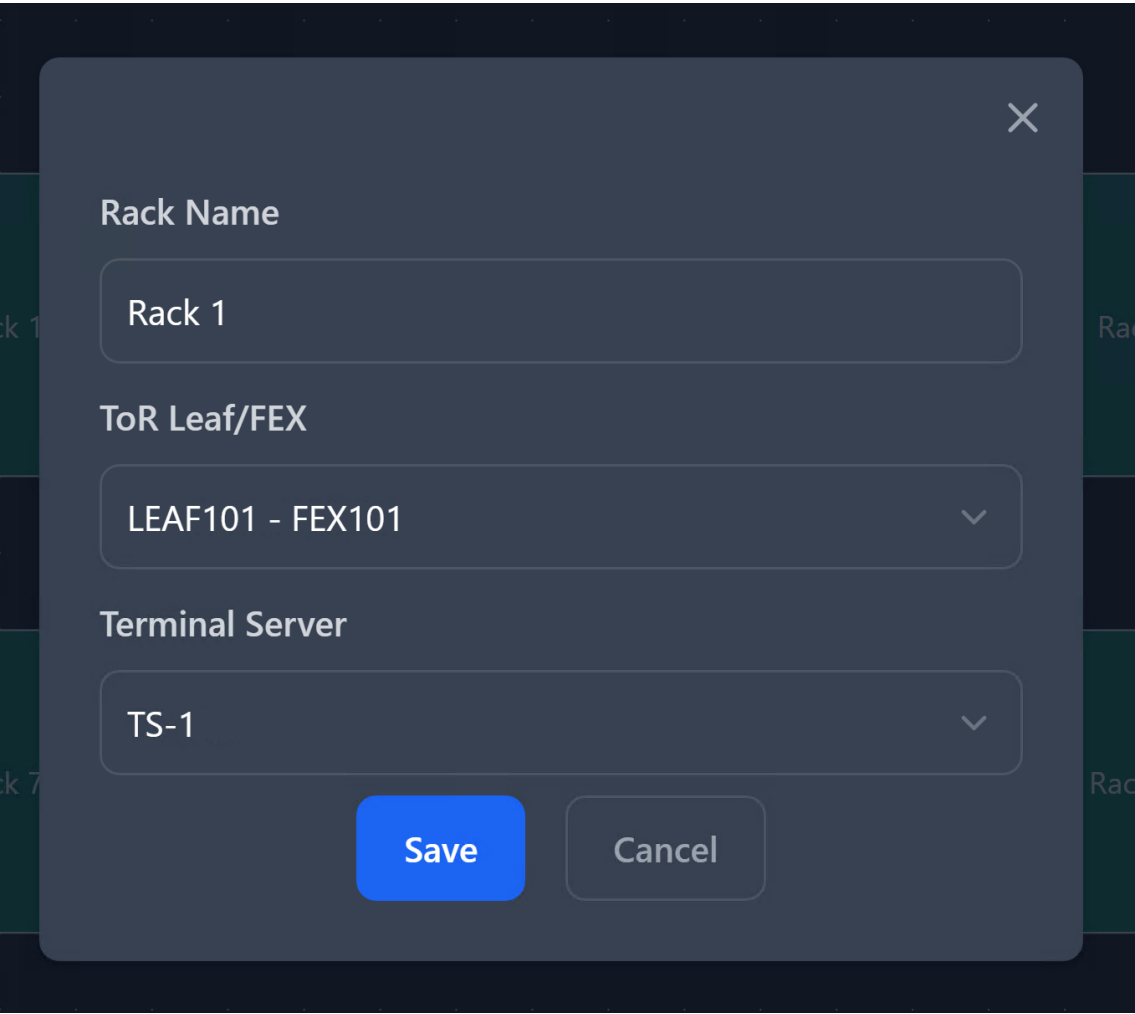 Rack Name
Rack 1
ToR Leaf/FEX
LEAF101 - FEX101
Terminal Server
TS-1
Save
Cancel